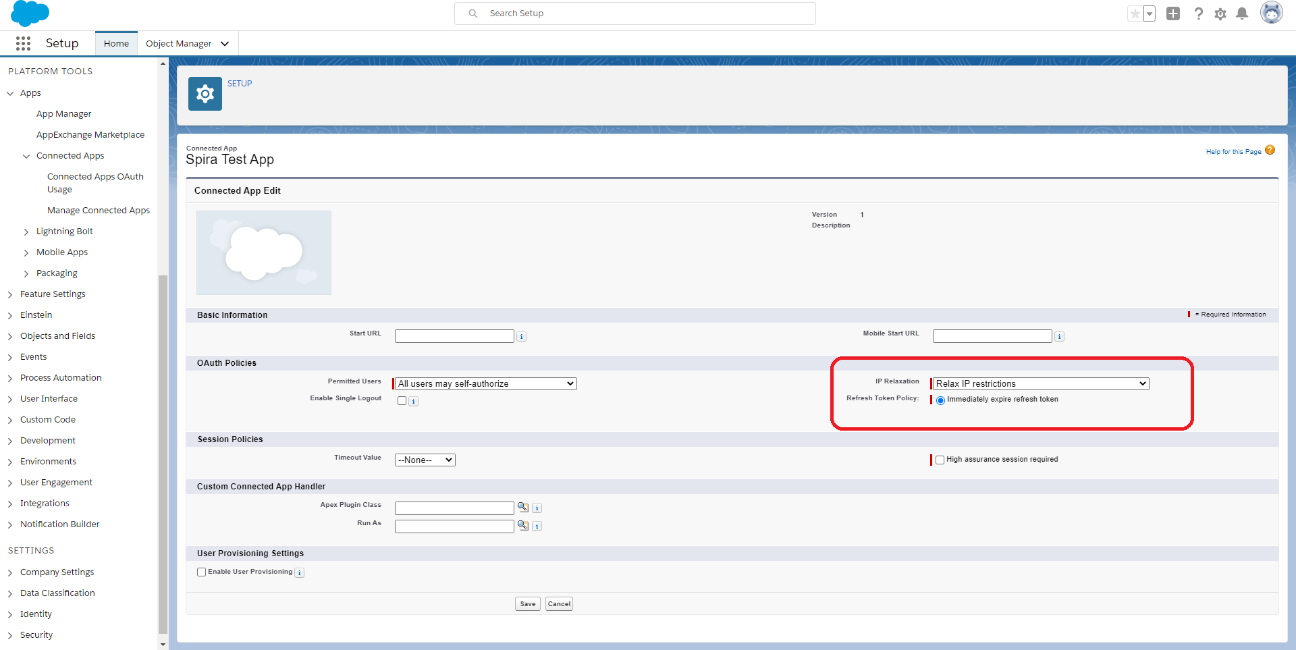 Search Setup
Setup
Home
Object Manager
PLATFORM TOOLS
Apps
App Manager
AppExchange Marketplace
Connected Apps
Connected Apps OAuth
Usage
Manage Connected Apps
Lightning Bolt
Mobile Apps
Packaging
Feature Settings
Einstein
Objects and Fields
Events
Process Automation
User Interface
Custom Code
Development
Environments
User Engagement
Integrations
Notification Builder
SETTINGS
Company Settings
Data Classification
Identity
Security
SETUP
Connected App
Spira Test App
Help for this Page
Connected App Edit
Version 1
Description
Basic Information
= Required Information
Start URL
Mobile Start URL
OAuth Policies
Permitted Users All users may self-authorize
IP Relaxation Relax IP restrictions
Enable Single Logout
Refresh Token Policy: Immediately expire refresh token
Session Policies
Timeout Value --None--
High assurance session required
Custom Connected App Handler
Apex Plugin Class
Run As
User Provisioning Settings
Enable User Provisioning
Save Cancel